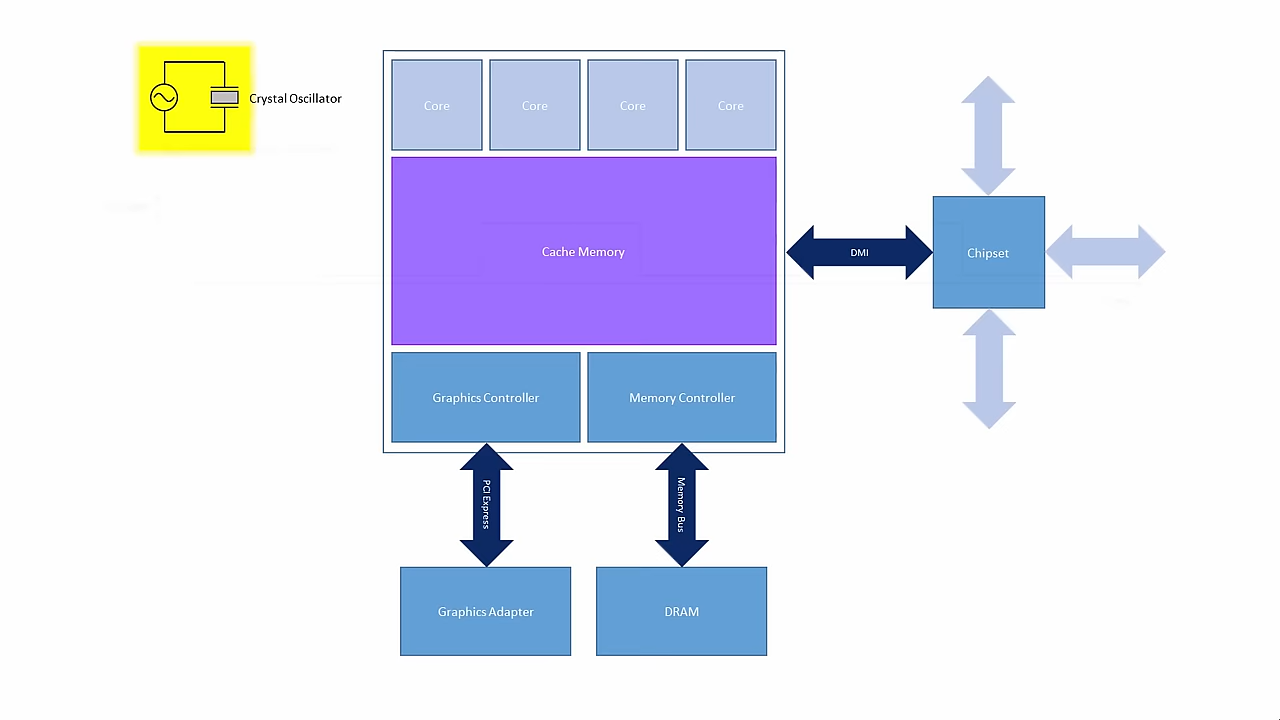 Crystal Oscillator
Core
Core
Core
Core
Cache Memory
DMI
Chipset
Graphics Controller
Memory Controller
PCI Express
Memory Bus
Graphics Adapter
DRAM